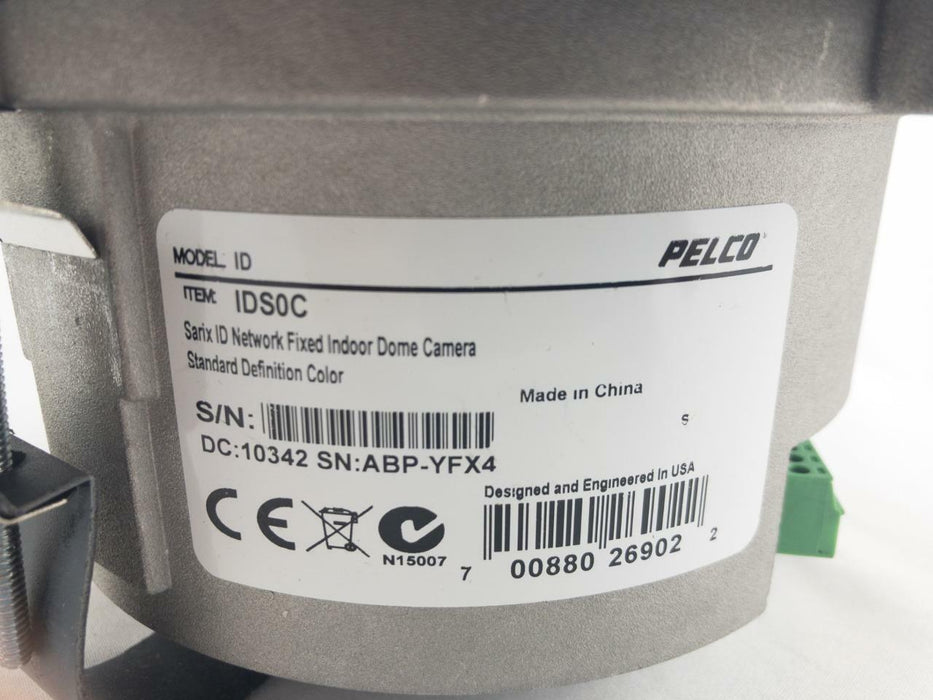 MODEL: ID
PELCO
ITEM: IDS0C
Sarix ID Network Fixed Indoor Dome Camera
Standard Definition Color
Made in China
S
S/N:
DC:10342 SN:ABP-YFX4
Designed and Engineered In USA
CE
N15007
7 00880 26902 2